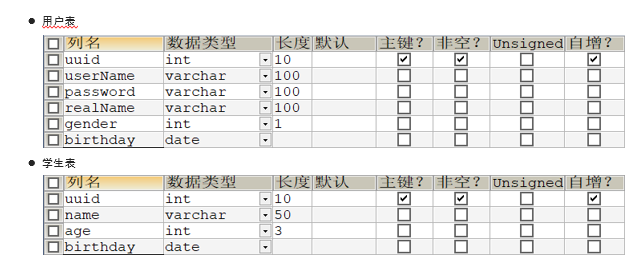 ● 用户表
列名 数据类型 长度 默认 主键? 非空? Unsigned 自增?
uuid int 10
userName varchar 100
password varchar 100
realName varchar 100
gender int 1
birthday date
● 学生表
列名 数据类型 长度 默认 主键? 非空? Unsigned 自增?
uuid int 10
name varchar 50
age int 3
birthday date